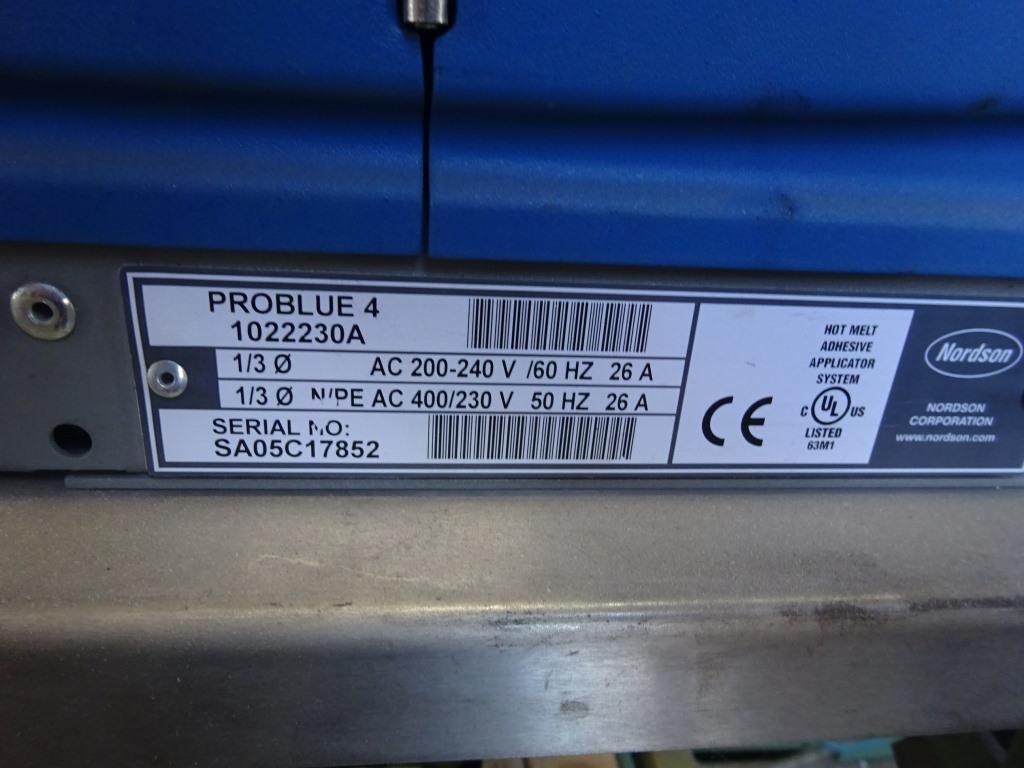 PROBLUE 4
1022230A
1/3 Ø AC 200-240 V /60 HZ 26 A
1/3 Ø N/PE AC 400/230 V 50 HZ 26 A
SERIAL NO:
SA05C17852
CE
HOT MELT
ADHESIVE
APPLICATOR
SYSTEM
C UL US
LISTED
63M1
Nordson
NORDSON
CORPORATION
www.nordson.com